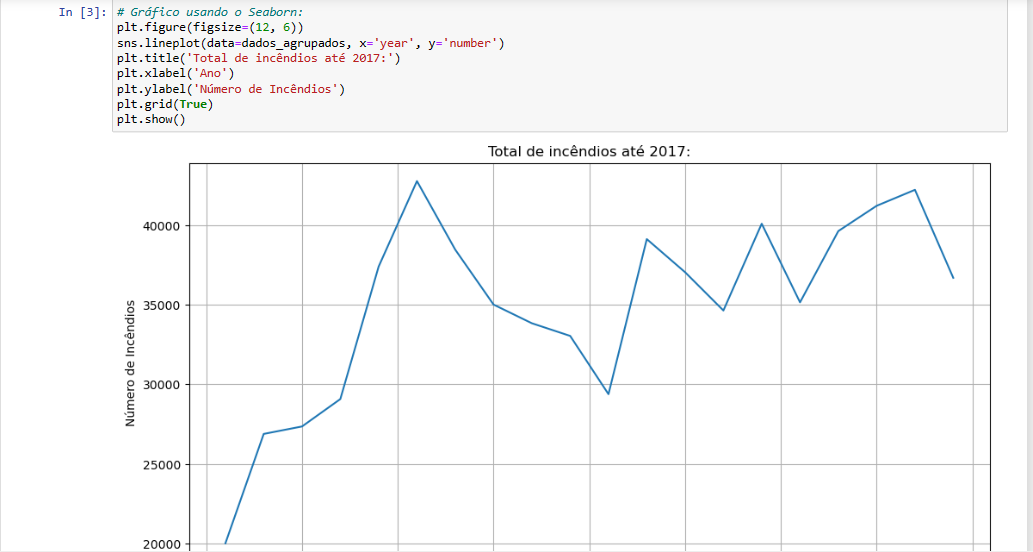 In [3]: # Gráfico usando o Seaborn:
plt.figure(figsize=(12, 6))
sns.lineplot(data=dados_agrupados, x='year', y='number')
plt.title('Total de incêndios até 2017:')
plt.xlabel('Ano')
plt.ylabel('Número de Incêndios')
plt.grid(True)
plt.show()
Total de incêndios até 2017:
40000
35000
30000
25000
20000
Número de Incêndios